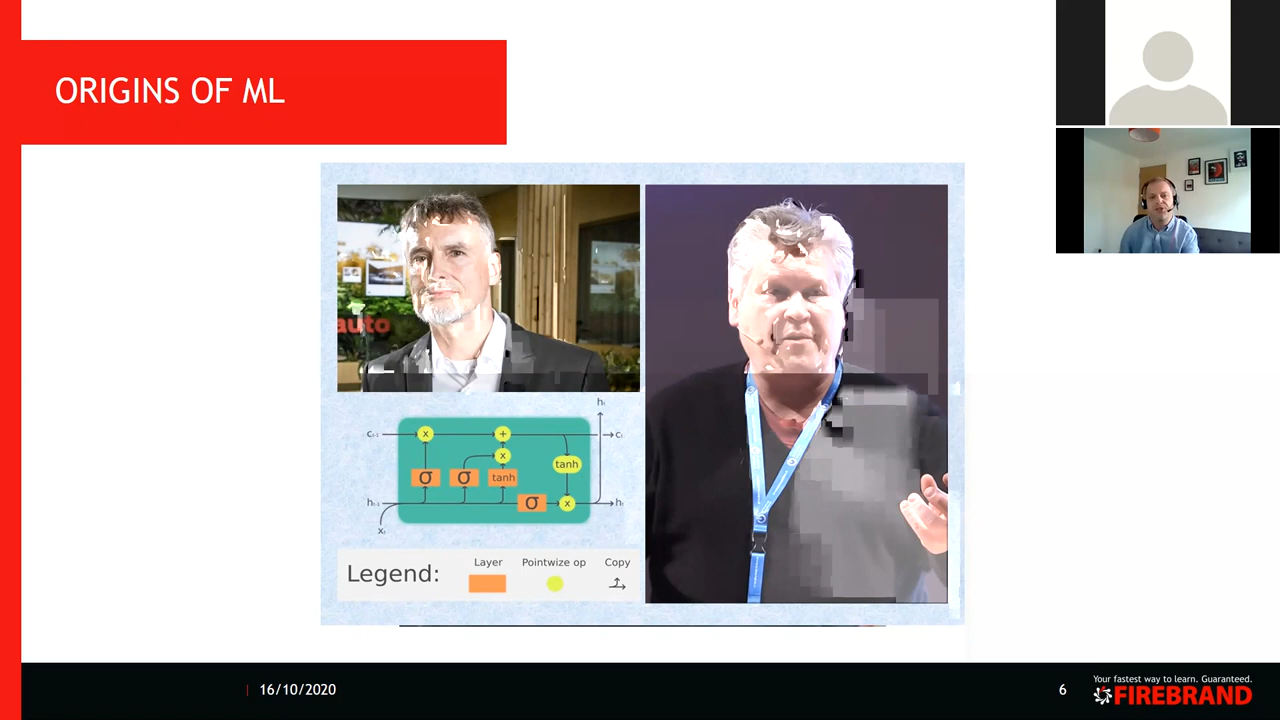 ORIGINS OF ML
auto
hₜ
Cₜ₋₁
x
+
Cₜ
x
tanh
σ
σ
tanh
hₜ₋₁
σ
x
hₜ
Xₜ
Legend:
Layer
Pointwize op
Copy
16/10/2020
6
Your fastest way to learn. Guaranteed.
FIREBRAND